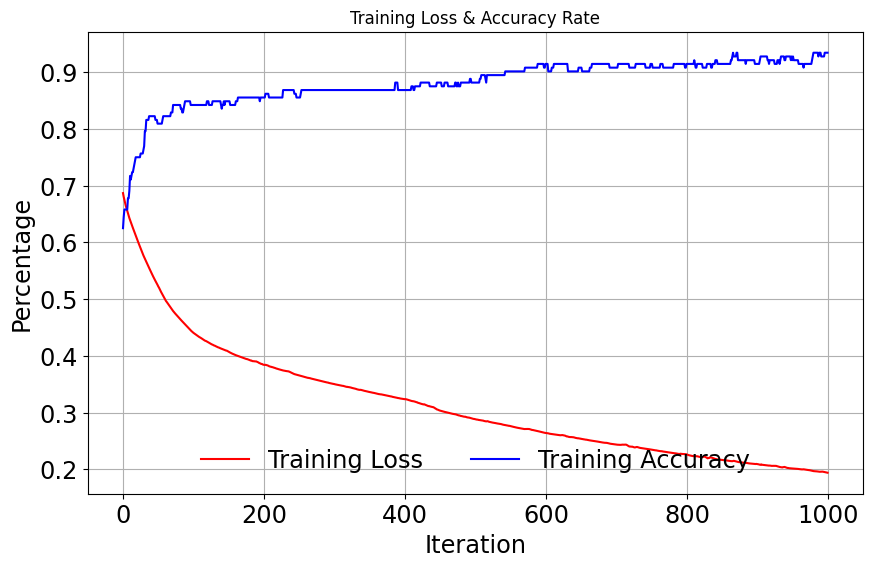 Training Loss & Accuracy Rate
Percentage
0.9
0.8
0.7
0.6
0.5
0.4
0.3
0.2
Training Loss Training Accuracy
0 200 400 600 800 1000
Iteration